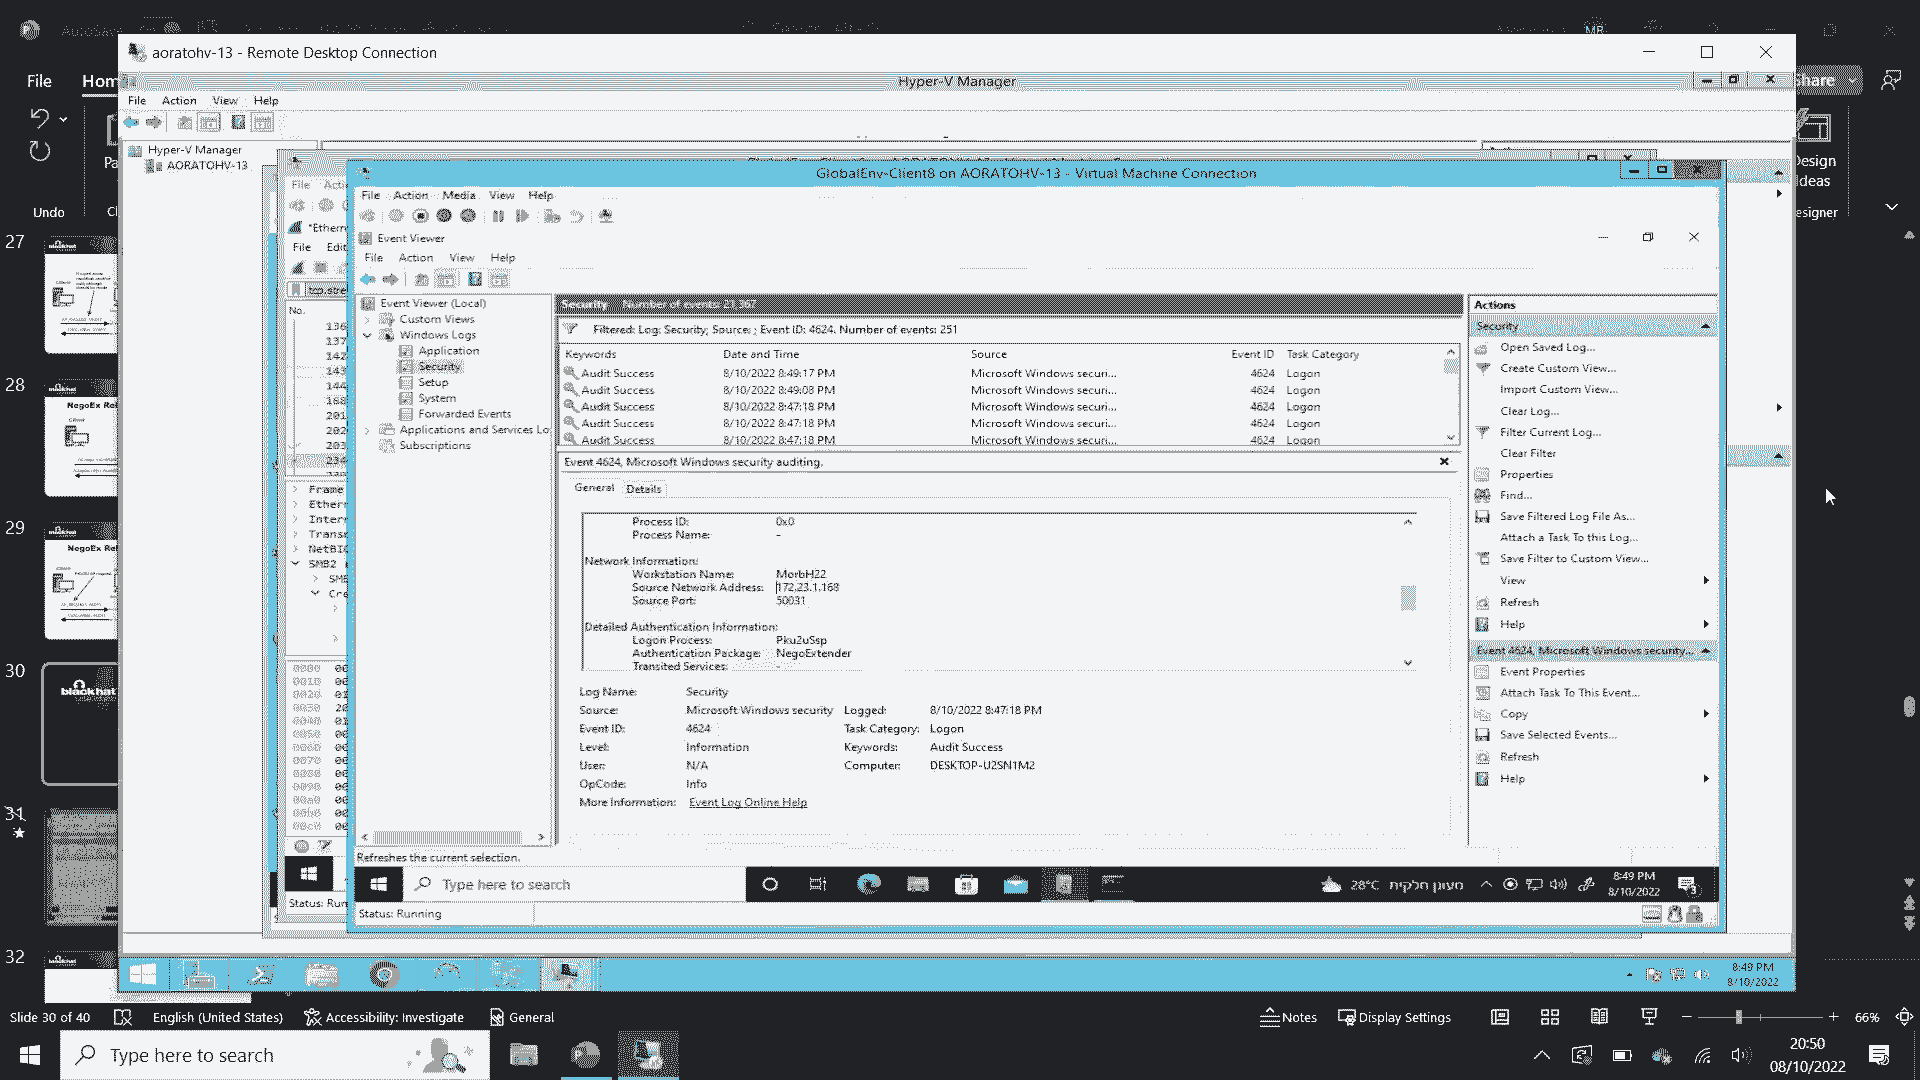 aoratohv-13 - Remote Desktop Connection
File
Hyper-V Manager
File Action View Help
Share
Hyper-V Manager
AORATOHV-13
GlobalEnv-Client8 on AORATOHV-13 - Virtual Machine Connection
File Action Media View Help
Event Viewer
File Action View Help
Undo
Design
Ideas
Event Viewer (Local)
Custom Views
Windows Logs
Application
Security
Setup
System
Forwarded Events
Applications and Services Lo
Subscriptions
Security Number of events: 21,367
Filtered: Log: Security; Source: ; Event ID: 4624. Number of events: 251
Keywords Date and Time Source Event ID Task Category
Audit Success 8/10/2022 8:49:17 PM Microsoft Windows securi... 4624 Logon
Audit Success 8/10/2022 8:49:08 PM Microsoft Windows securi... 4624 Logon
Audit Success 8/10/2022 8:47:18 PM Microsoft Windows securi... 4624 Logon
Audit Success 8/10/2022 8:47:18 PM Microsoft Windows securi... 4624 Logon
Audit Success 8/10/2022 8:47:18 PM Microsoft Windows securi... 4624 Logon
Event 4624, Microsoft Windows security auditing.
General Details
Process ID: 0x0
Process Name: -
Network Information:
Workstation Name: MorbH22
Source Network Address: 172.23.1.168
Source Port: 50031
Detailed Authentication Information:
Logon Process: Pku2uSsp
Authentication Package: NegoExtender
Transited Services: -
Log Name: Security
Source: Microsoft Windows security Logged: 8/10/2022 8:47:18 PM
Event ID: 4624 Task Category: Logon
Level: Information Keywords: Audit Success
User: N/A Computer: DESKTOP-U2SN1M2
OpCode: Info
More Information: Event Log Online Help
Actions
Security
Open Saved Log...
Create Custom View...
Import Custom View...
Clear Log...
Filter Current Log...
Clear Filter
Properties
Find...
Save Filtered Log File As...
Attach a Task To this Log...
Save Filter to Custom View...
View
Refresh
Help
Event 4624, Microsoft Windows security...
Event Properties
Attach Task To This Event...
Copy
Save Selected Events...
Refresh
Help
Refreshes the current selection.
Type here to search
28°C מעונן חלקית
8:49 PM
8/10/2022
Status: Running
27
28
29
30
31
32
blackhat
8:49 PM
8/10/2022
Slide 30 of 40 English (United States) Accessibility: Investigate General Notes Display Settings 66%
Type here to search
20:50
08/10/2022